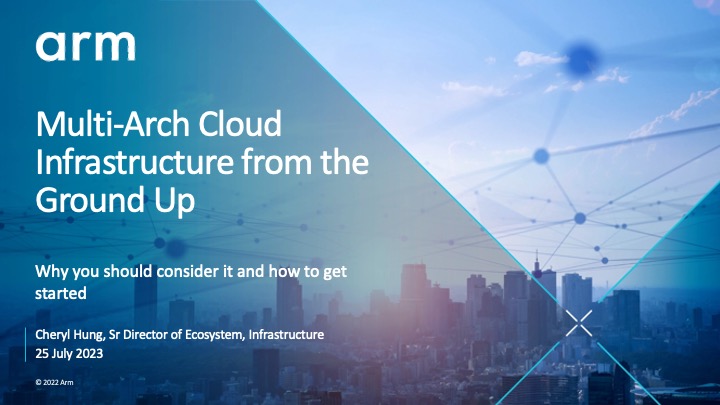 arm
Multi-Arch Cloud
Infrastructure from the
Ground Up
Why you should consider it and how to get
started
Cheryl Hung, Sr Director of Ecosystem, Infrastructure
25 July 2023
© 2022 Arm